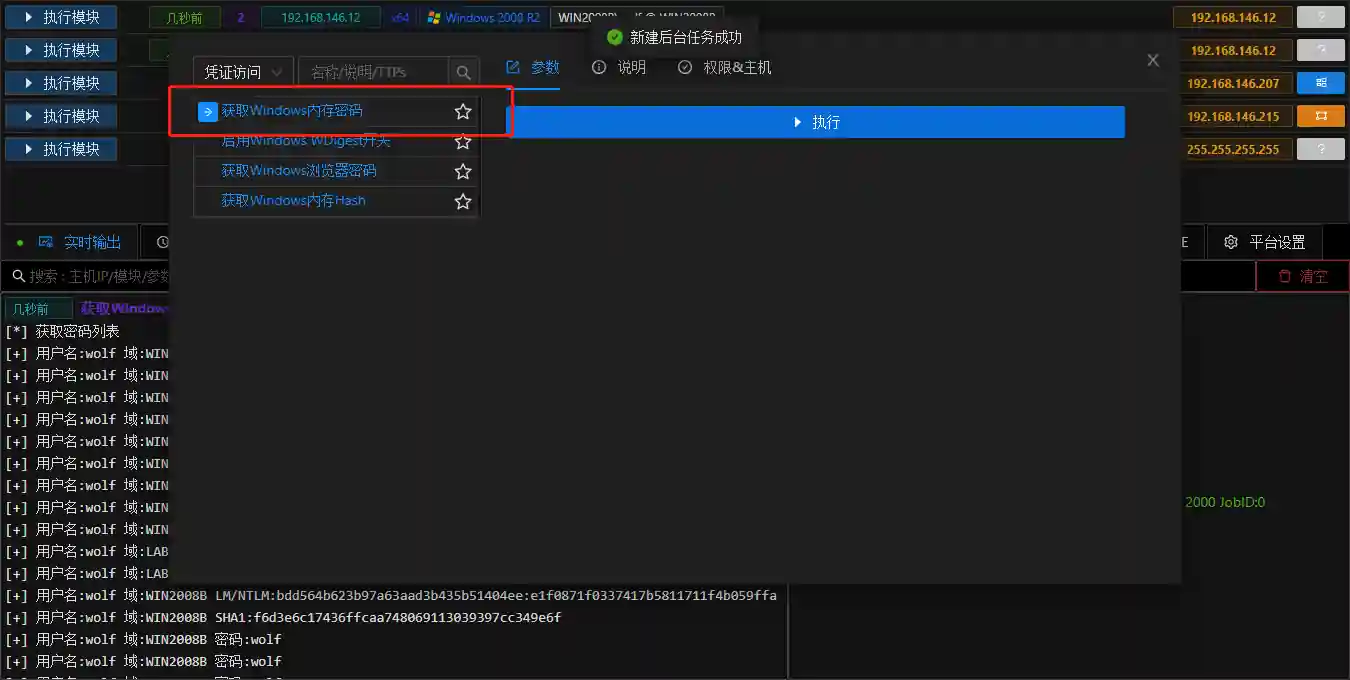 执行模块 几秒前 2 192.168.146.12 x64 Windows 2008 R2 192.168.146.12 ?
新建后台任务成功
执行模块 192.168.146.12 ?
凭证访问 名称/说明/TTPs 参数 说明 权限&主机
执行模块 192.168.146.207
获取Windows内存密码
执行模块 执行 192.168.146.215
启用Windows WDigest开关
执行模块 255.255.255.255 ?
获取Windows浏览器密码
获取Windows内存Hash
实时输出 E 平台设置
搜索:主机IP/模块/参数 清空
几秒前 获取Window
[*] 获取密码列表
[+] 用户名:wolf 域:WIN
[+] 用户名:wolf 域:WIN
[+] 用户名:wolf 域:WIN
[+] 用户名:wolf 域:WIN
[+] 用户名:wolf 域:WIN
[+] 用户名:wolf 域:WIN
[+] 用户名:wolf 域:WIN
[+] 用户名:wolf 域:WIN 2000 JobID:0
[+] 用户名:wolf 域:WIN
[+] 用户名:wolf 域:LAB
[+] 用户名:wolf 域:LAB
[+] 用户名:wolf 域:WIN2008B LM/NTLM:bdd564b623b97a63aad3b435b51404ee:e1f0871f0337417b5811711f4b059ffa
[+] 用户名:wolf 域:WIN2008B SHA1:f6d3e6c17436ffcaa748069113039397cc349e6f
[+] 用户名:wolf 域:WIN2008B 密码:wolf
[+] 用户名:wolf 域:WIN2008B 密码:wolf